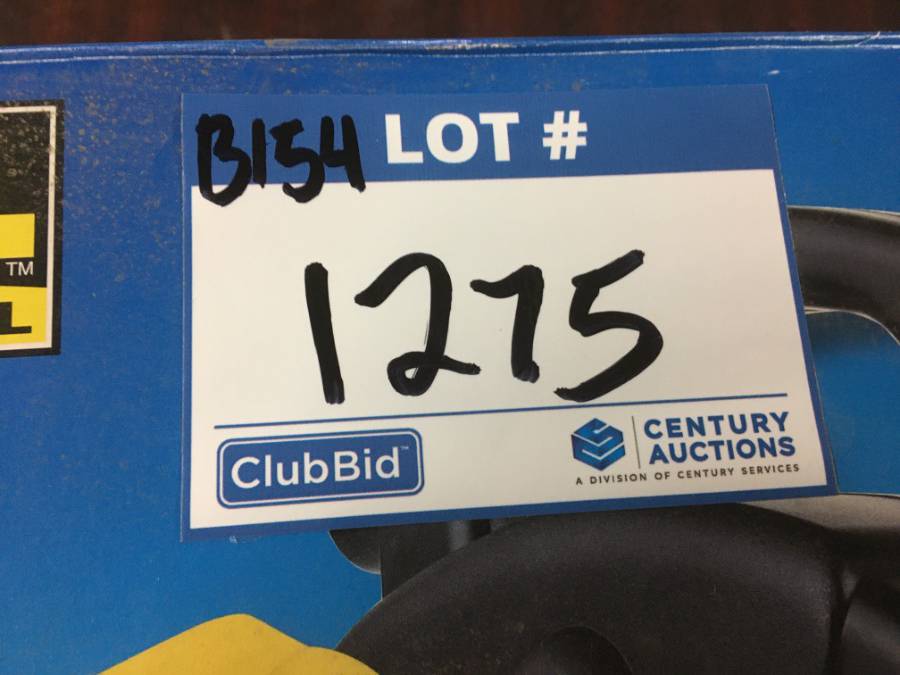 B154 LOT #
1275
ClubBid™
CENTURY
AUCTIONS
A DIVISION OF CENTURY SERVICES
TM
L